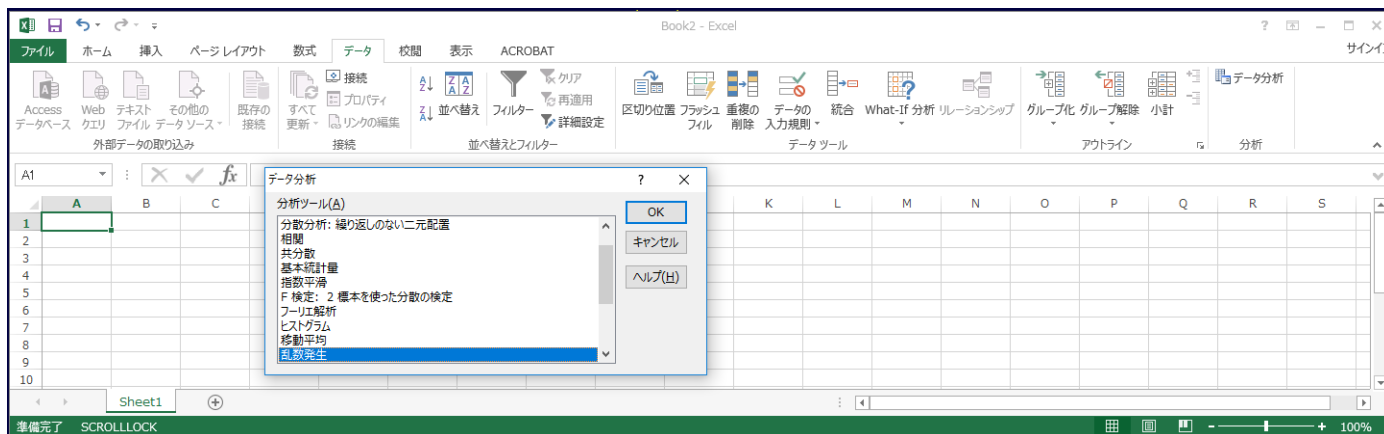 Book2 - Excel
ファイル ホーム 挿入 ページ レイアウト 数式 データ 校閲 表示 ACROBAT サインイ
Access データベース
Web クエリ
テキスト ファイル
その他の データ ソース
既存の 接続
外部データの取り込み
すべて 更新
接続
プロパティ
リンクの編集
接続
並べ替え
フィルター
クリア
再適用
詳細設定
並べ替えとフィルター
区切り位置
フラッシュ フィル
重複の 削除
データの 入力規則
統合
What-If 分析
リレーションシップ
データ ツール
グループ化
グループ解除
小計
アウトライン
データ分析
分析
A1
fx
データ分析
?
分析ツール(A)
分散分析: 繰り返しのない二元配置
相関
共分散
基本統計量
指数平滑
F 検定: 2 標本を使った分散の検定
フーリエ解析
ヒストグラム
移動平均
乱数発生
OK
キャンセル
ヘルプ(H)
A B C K L M N O P Q R S
1
2
3
4
5
6
7
8
9
10
Sheet1
準備完了 SCROLLLOCK 100%